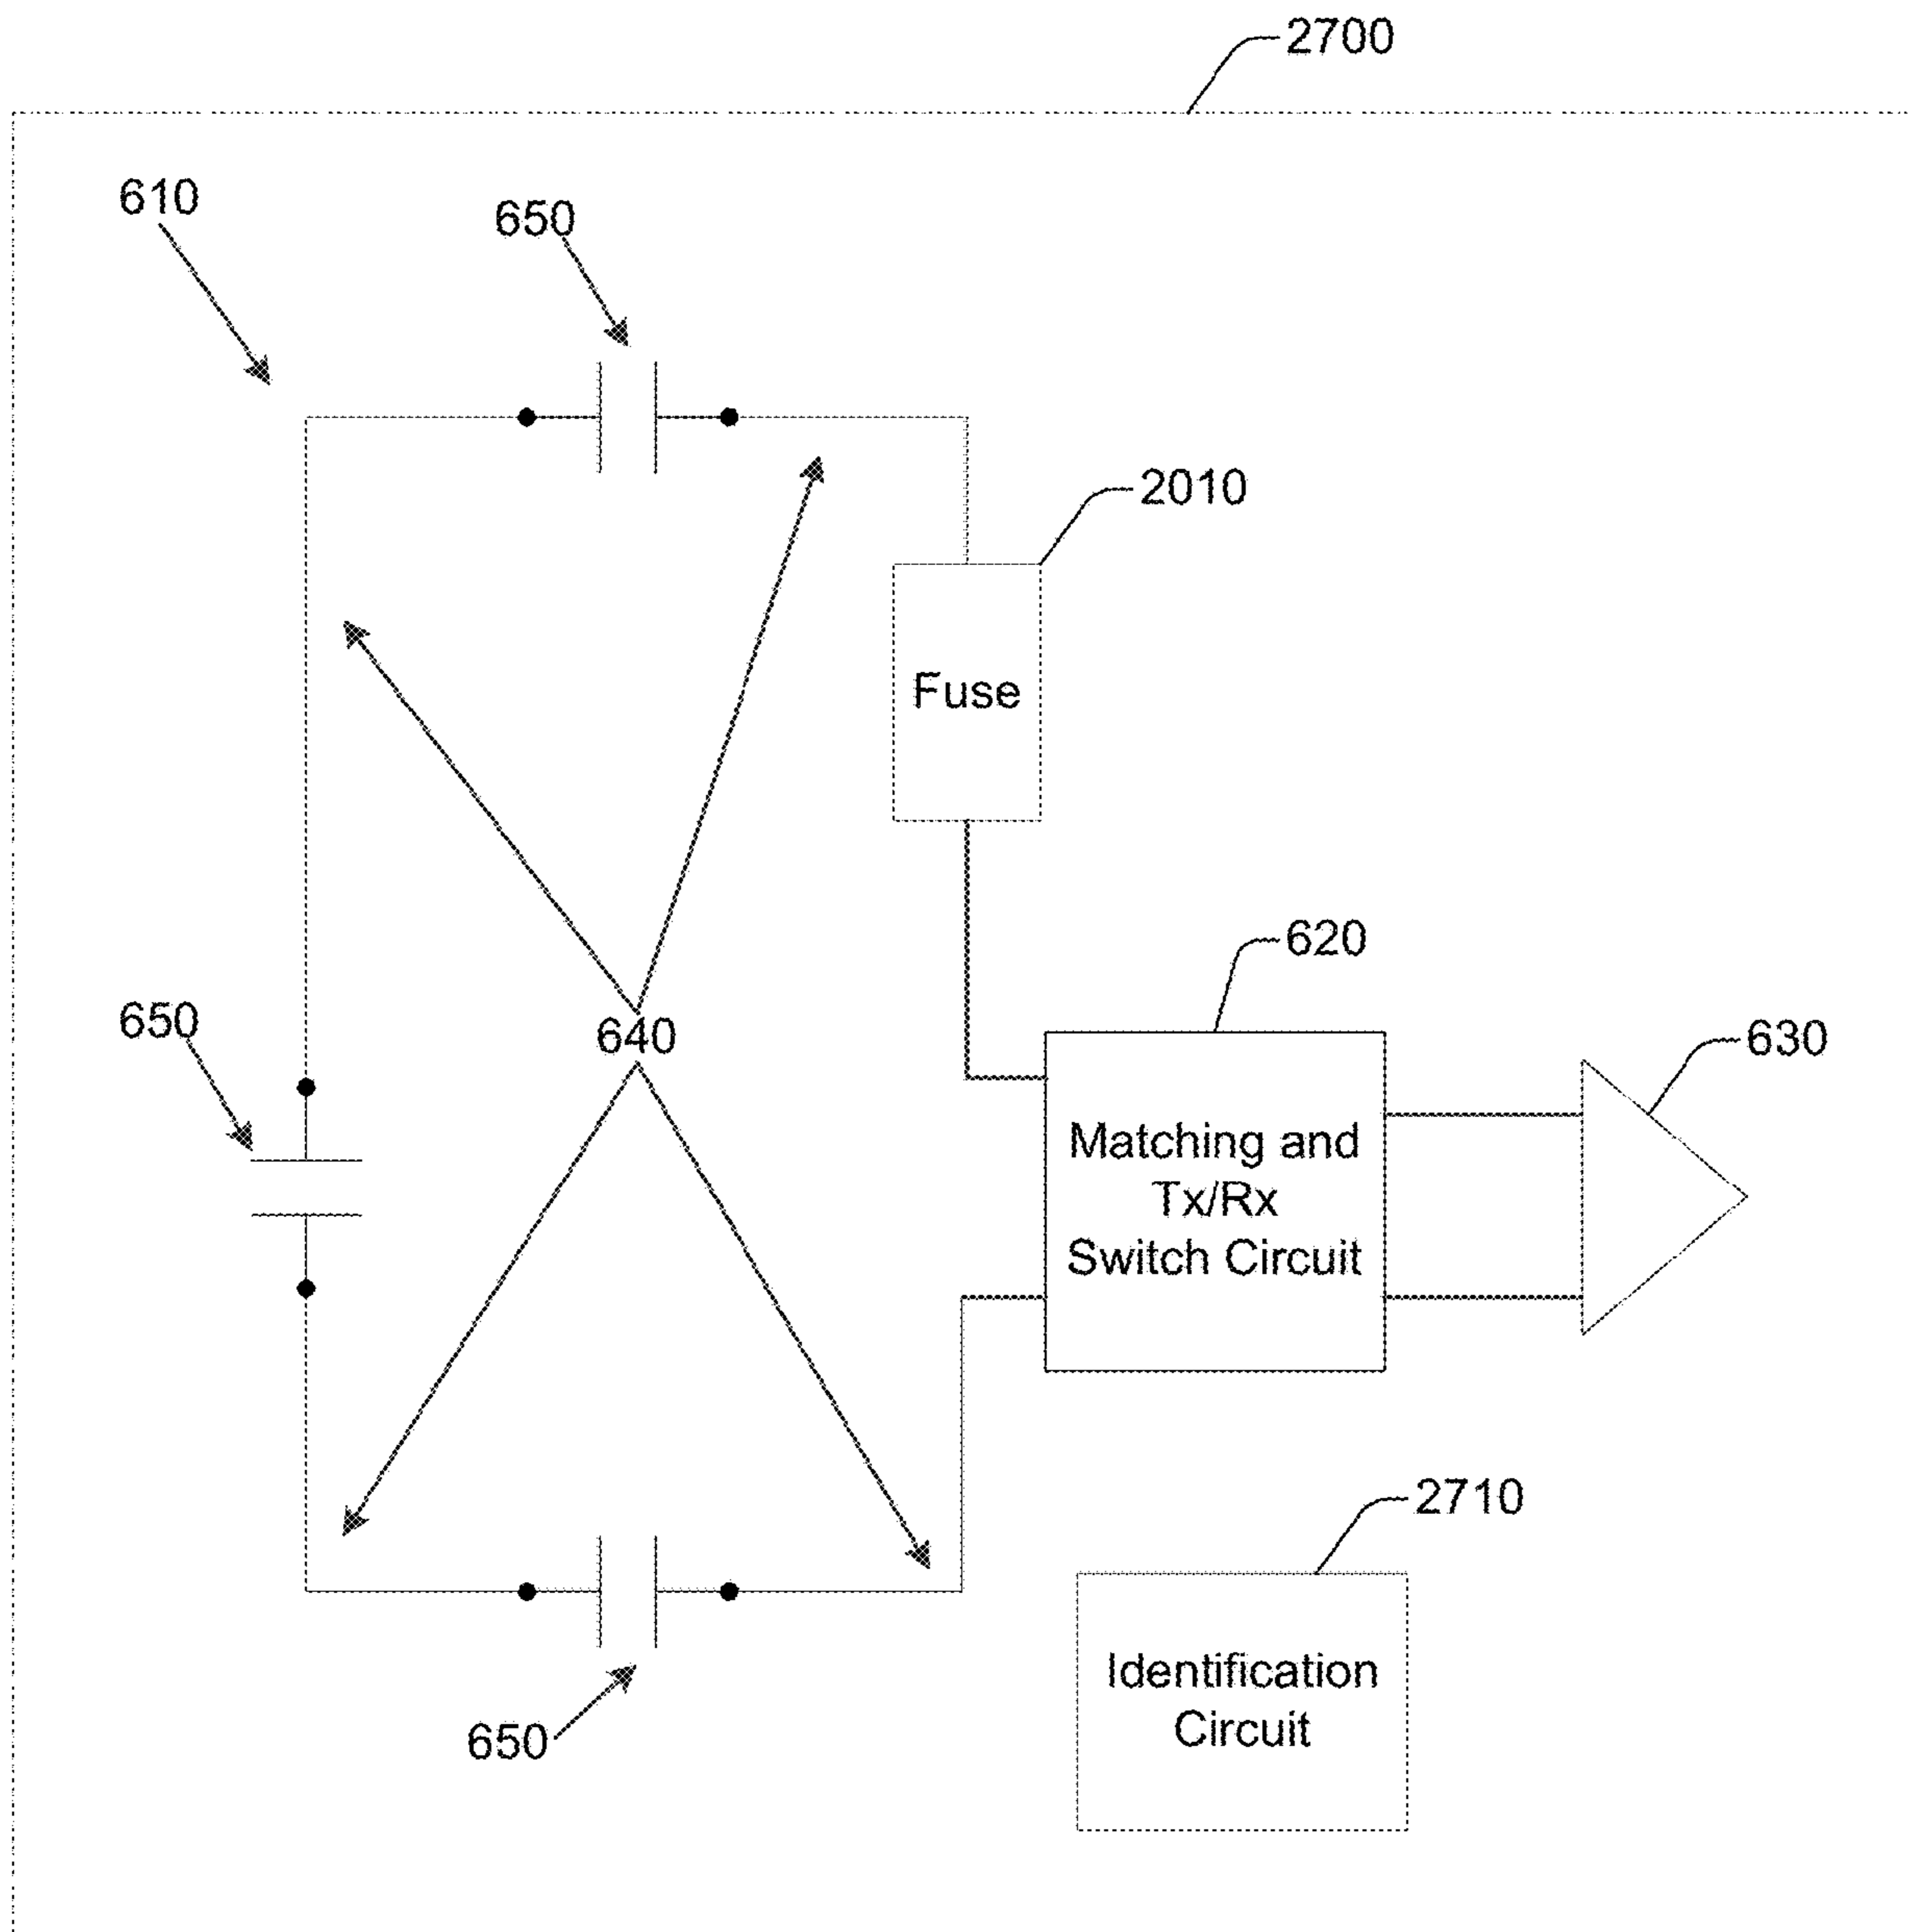 2700
610
650
2010
Fuse
620
650
640
630
Matching and
Tx/Rx
Switch Circuit
2710
Identification
Circuit
650